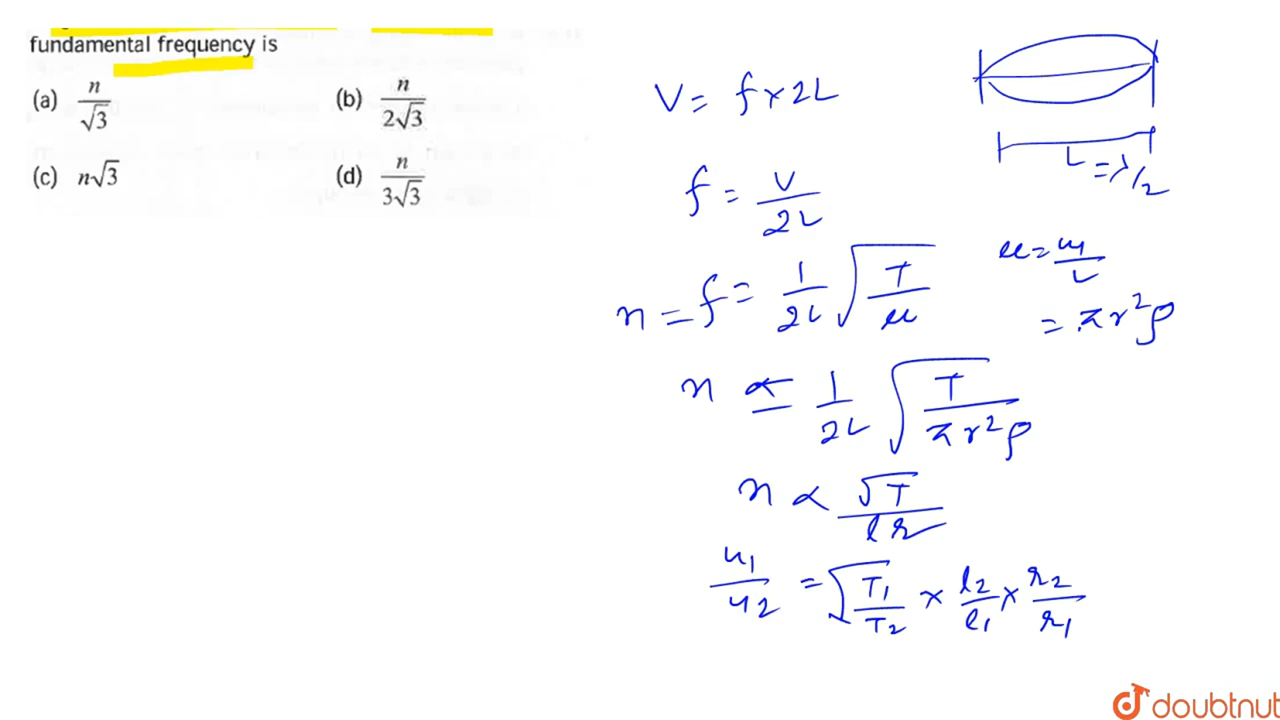 fundamental frequency is
(a) n/√3 (b) n/2√3
(c) n√3 (d) n/3√3
V = f × 2L
L = λ/2
f = V/2L
μ = m/L
n = f = 1/2L √T/μ
= πr²ρ
n ∝ 1/2L √T/πr²ρ
n ∝ √T/lr
n1/n2 = √T1/T2 × l2/l1 × r2/r1
doubtnut